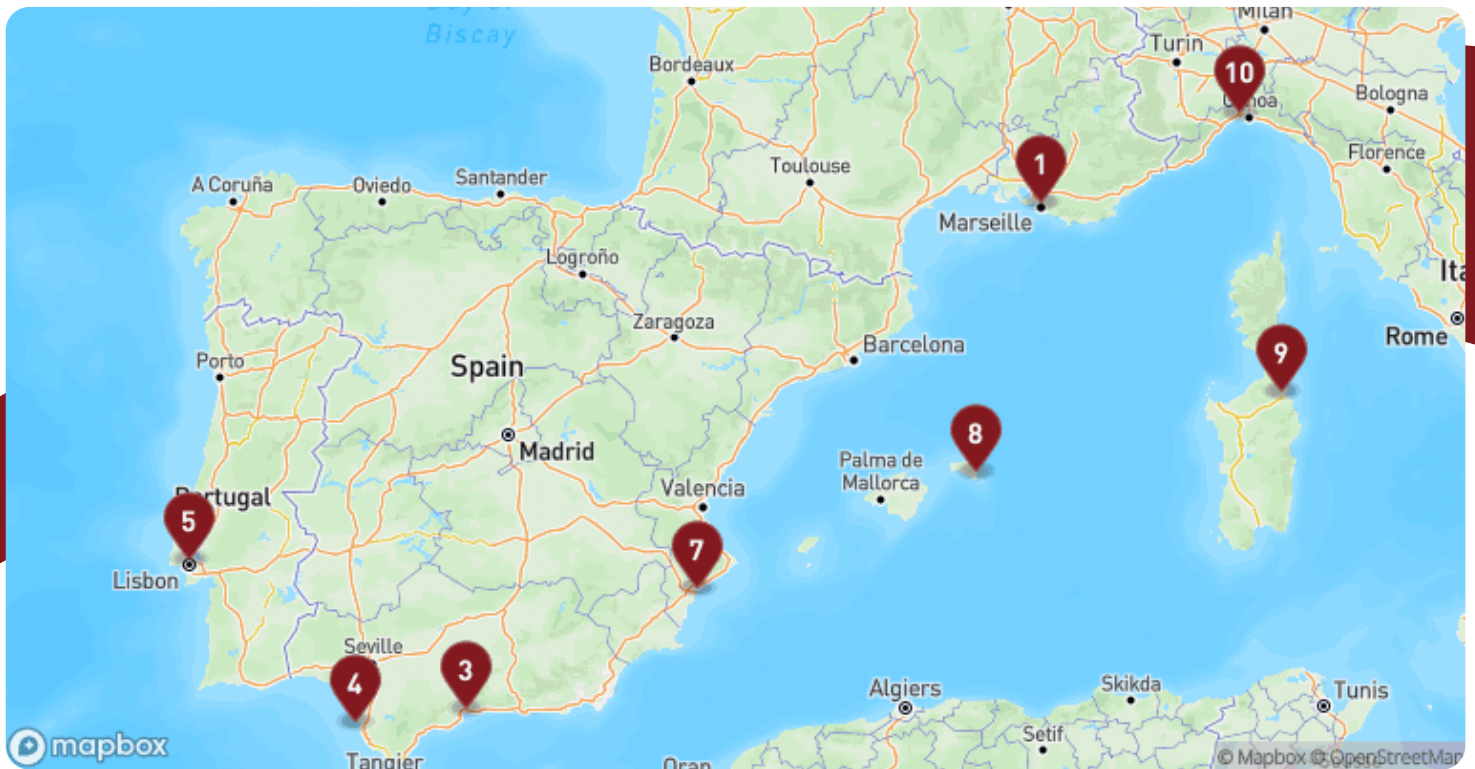 Bay of
Biscay
Milan
Turin
10
Genoa
Bordeaux
Bologna
Florence
Toulouse
1
Marseille
A Coruña
Oviedo
Santander
Logroño
Ita
Zaragoza
Rome
Barcelona
9
Porto
Spain
Madrid
8
Palma de
Mallorca
Portugal
Valencia
5
7
Lisbon
Seville
4
3
Algiers
Skikda
Tunis
Setif
Tangier
Oran
mapbox
© Mapbox © OpenStreetMap